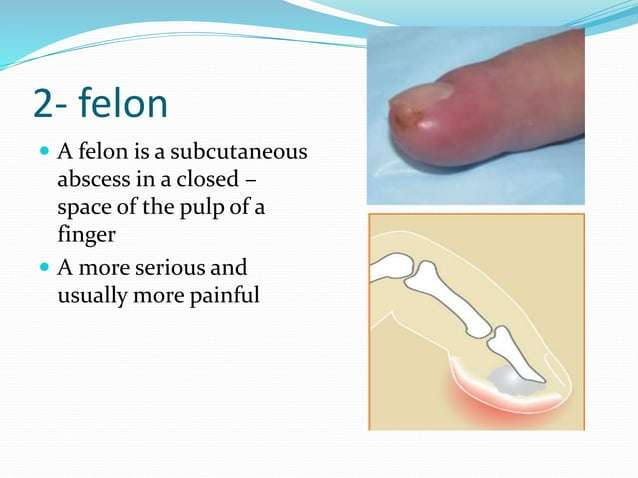 2- felon
A felon is a subcutaneous
abscess in a closed –
space of the pulp of a
finger
A more serious and
usually more painful